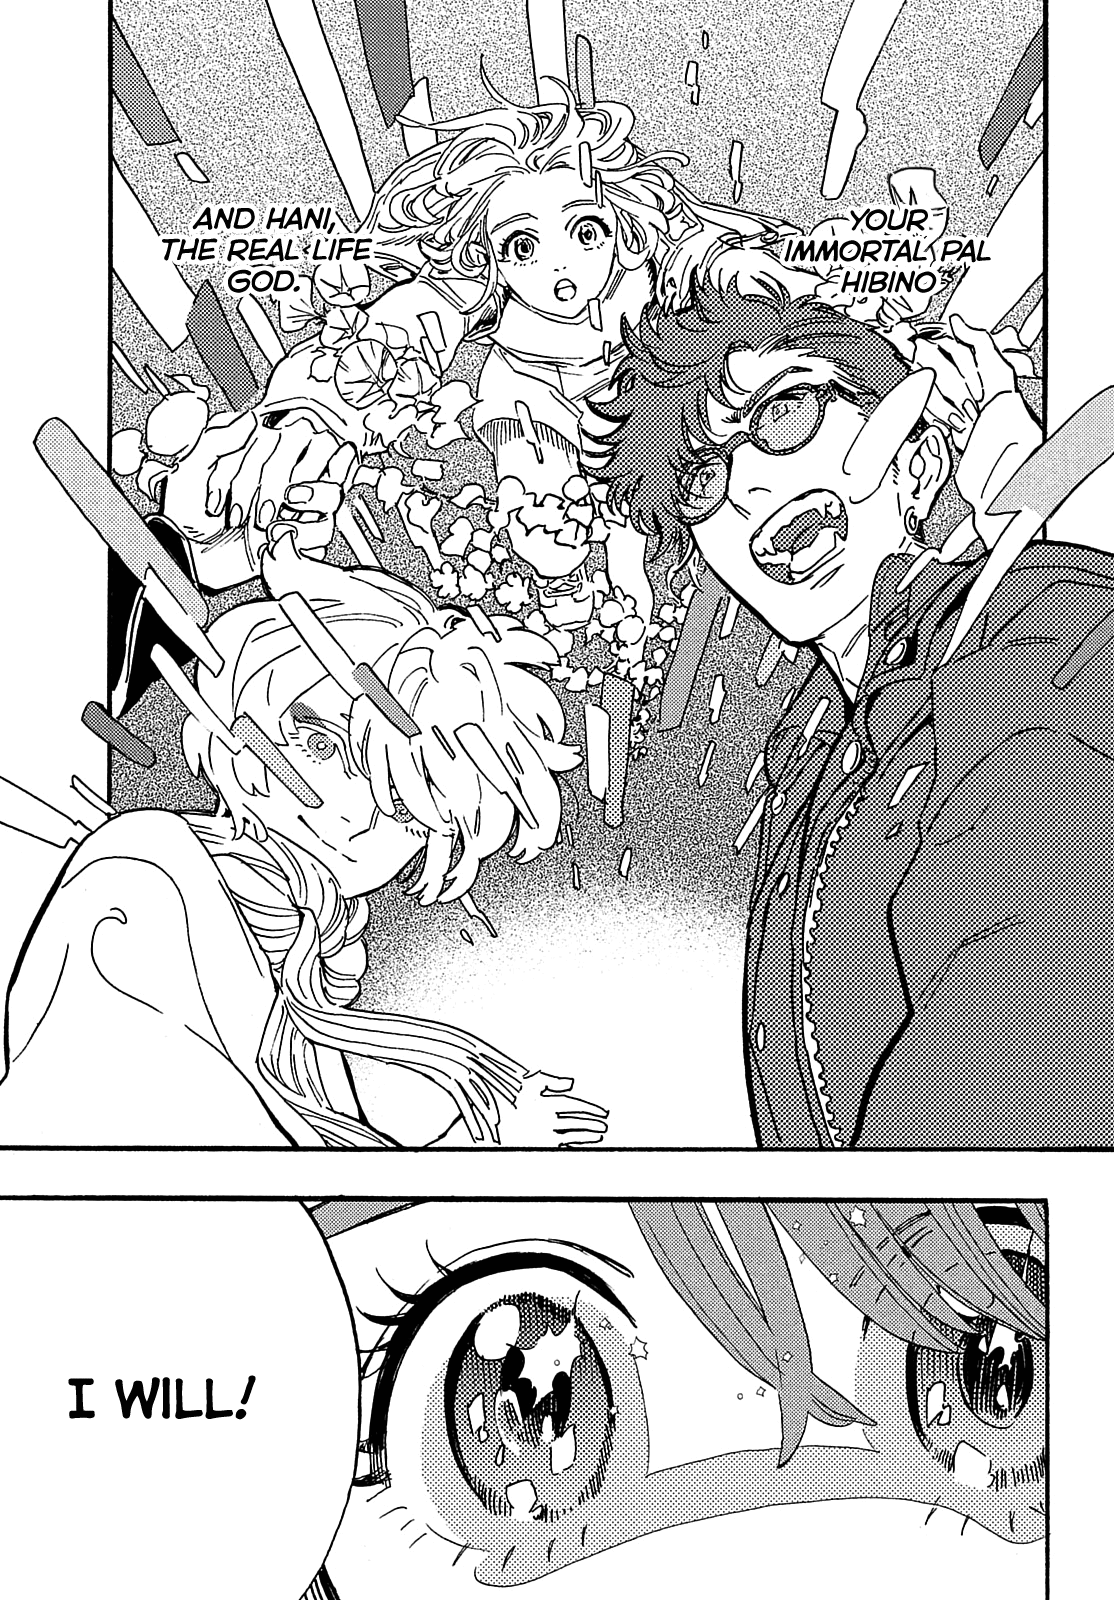 YOUR
IMMORTAL PAL
HIBINO
AND HANI,
THE REAL LIFE
GOD.
I WILL!